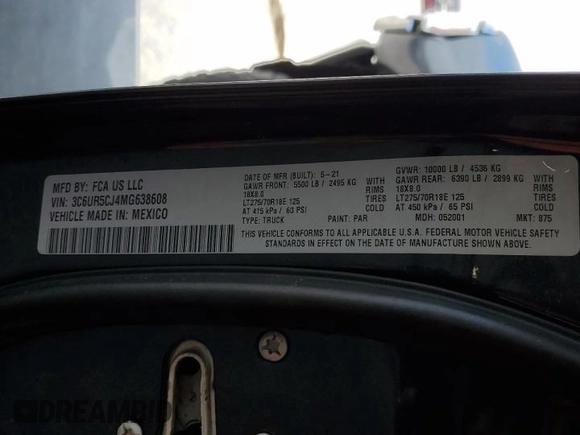 MFD BY: FCA US LLC
VIN: 3C6UR5CJ4MG638608
VEHICLE MADE IN: MEXICO
DATE OF MFR (BUILT): 5-21
GAWR FRONT: 5500 LB / 2495 KG
18X8.0 RIMS
LT275/70R18E 125 TIRES
AT 415 kPa / 60 PSI COLD
TYPE: TRUCK PAINT: PAR
GVWR: 10000 LB / 4536 KG
GAWR REAR: 6390 LB / 2899 KG
18X8.0 RIMS
LT275/70R18E 125 TIRES
AT 450 kPa / 65 PSI COLD
MDH: 052001 MKT: 875
THIS VEHICLE CONFORMS TO ALL APPLICABLE U.S.A. FEDERAL MOTOR VEHICLE SAFETY
STANDARDS IN EFFECT ON THE DATE OF MANUFACTURE SHOWN ABOVE.
DREAMBID